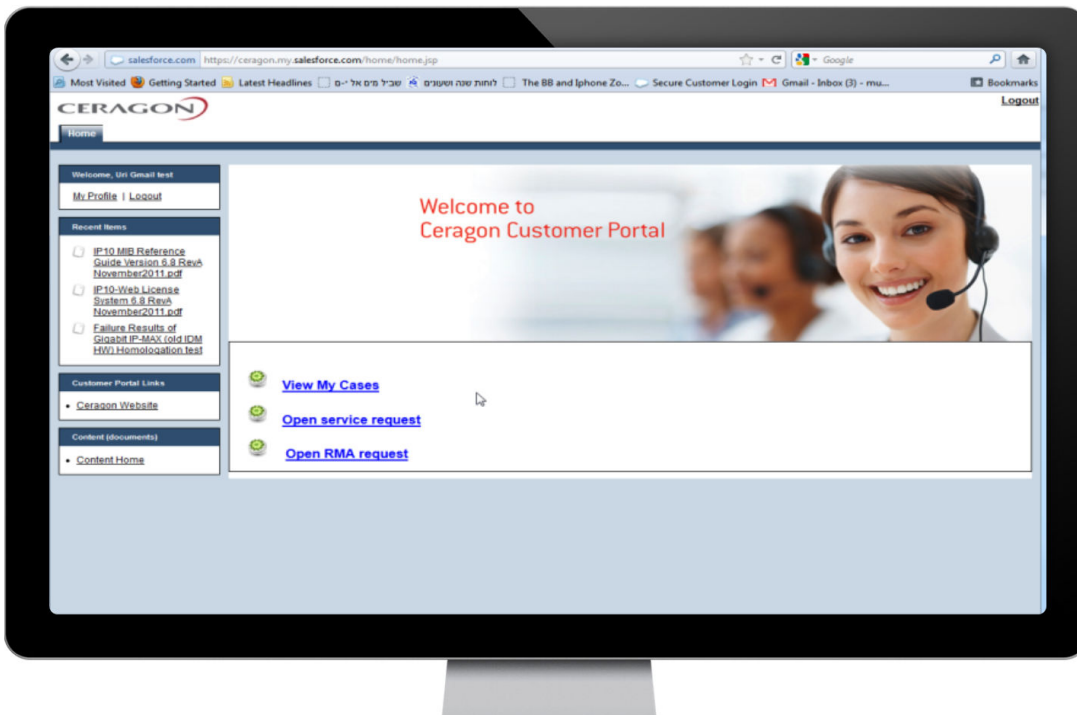 salesforce.com https://ceragon.my.salesforce.com/home/home.jsp
Google
Most Visited
Getting Started
Latest Headlines
שביל מים אל י-ם
לוחות שנה ושעונים
The BB and Iphone Zo...
Secure Customer Login
Gmail - Inbox (3) - mu...
Bookmarks
CERAGON
Logout
Home
Welcome, Uri Gmail test
My Profile | Logout
Recent Items
IP10 MIB Reference
Guide Version 6.8 RevA
November2011.pdf
IP10-Web License
System 6.8 RevA
November2011.pdf
Failure Results of
Gigabit IP-MAX (old IDM
HW) Homologation test
Customer Portal Links
• Ceragon Website
Content (documents)
• Content Home
Welcome to
Ceragon Customer Portal
View My Cases
Open service request
Open RMA request